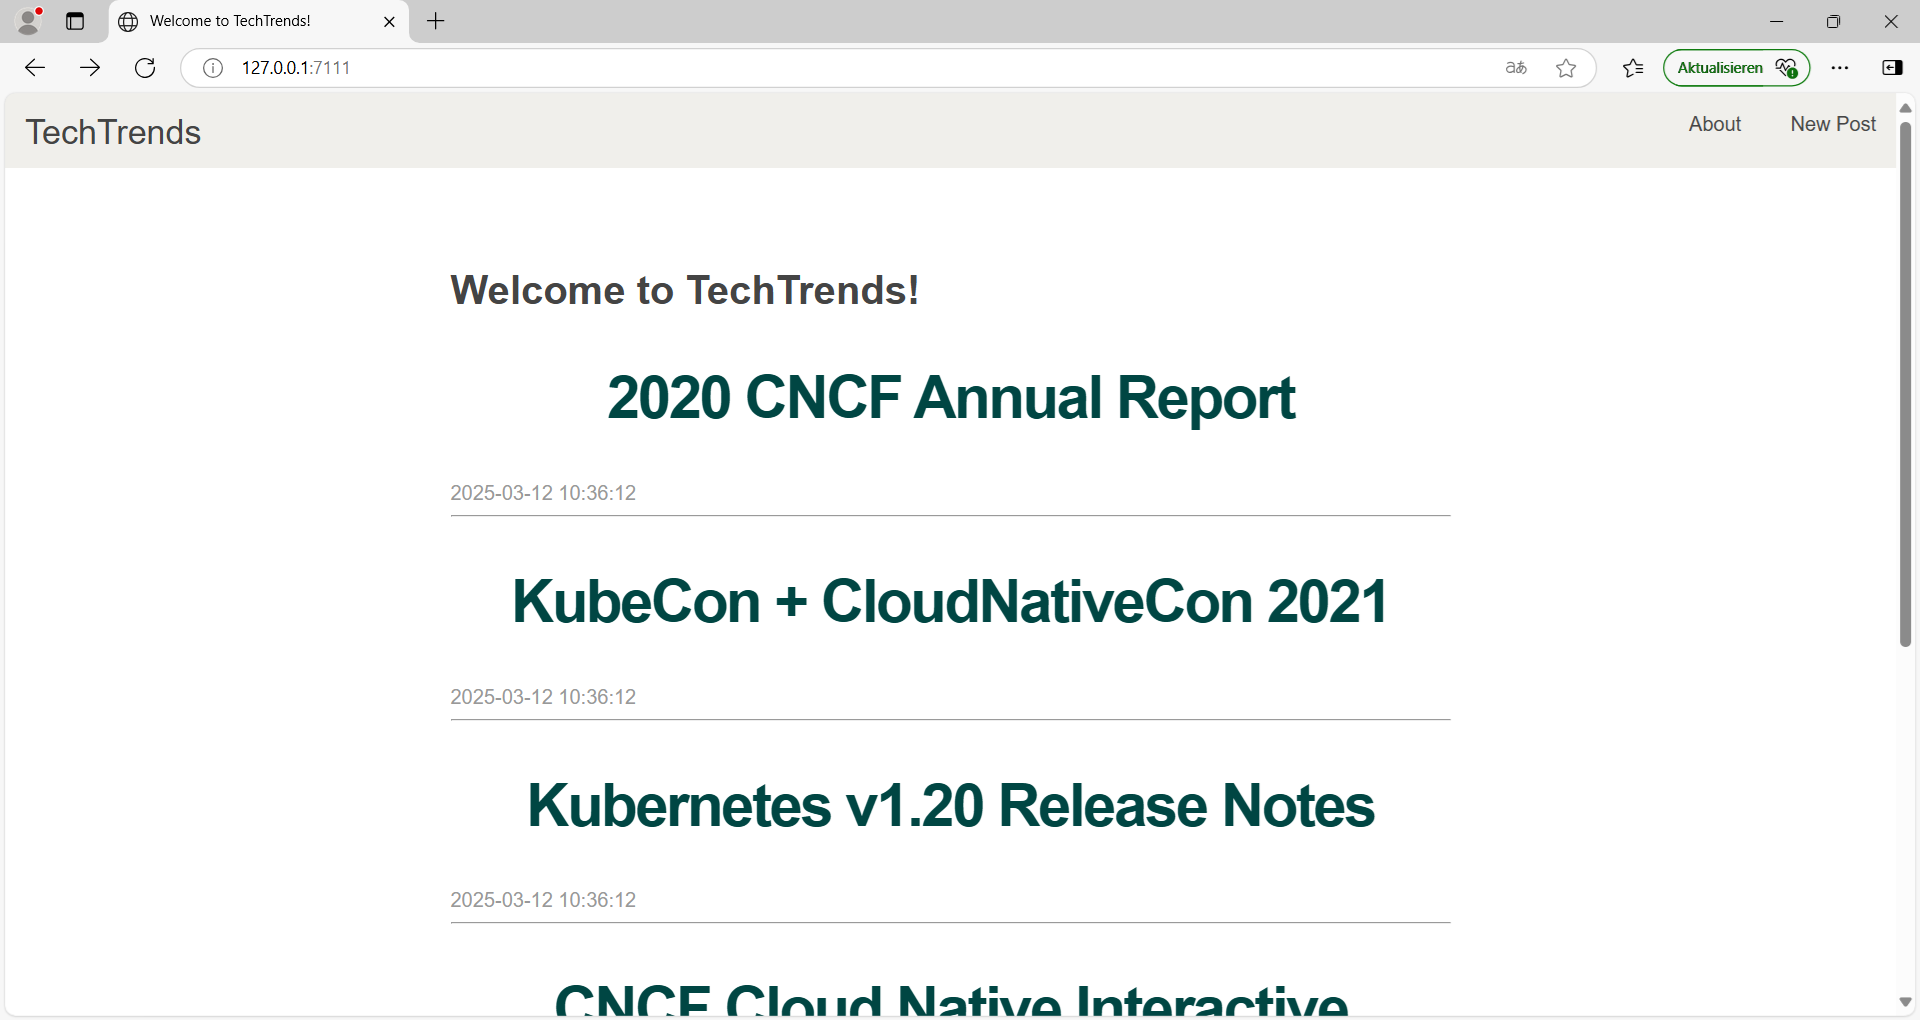 Welcome to TechTrends!
127.0.0.1:7111
aあ
Aktualisieren
TechTrends
About
New Post
Welcome to TechTrends!
2020 CNCF Annual Report
2025-03-12 10:36:12
KubeCon + CloudNativeCon 2021
2025-03-12 10:36:12
Kubernetes v1.20 Release Notes
2025-03-12 10:36:12
CNCF Cloud Native Interactive